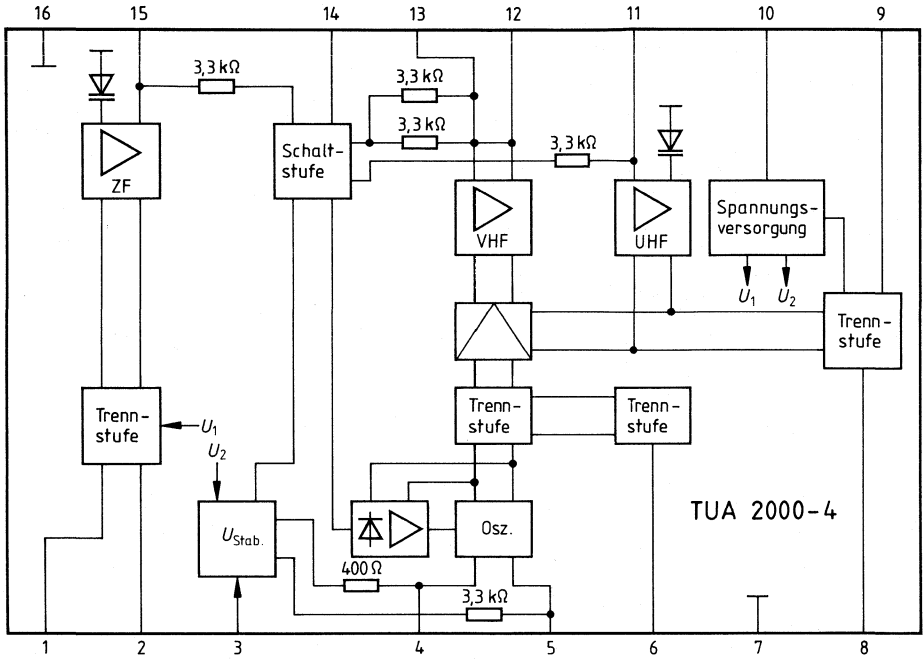 16
15
14
13
12
11
10
9
3,3 kΩ
3,3 kΩ
3,3 kΩ
3,3 kΩ
ZF
Schalt-
stufe
VHF
UHF
Spannungs-
versorgung
U1
U2
Trenn-
stufe
Trenn-
stufe
U1
U2
Trenn-
stufe
Trenn-
stufe
UStab.
Osz.
TUA 2000-4
400Ω
3,3 kΩ
1
2
3
4
5
6
7
8